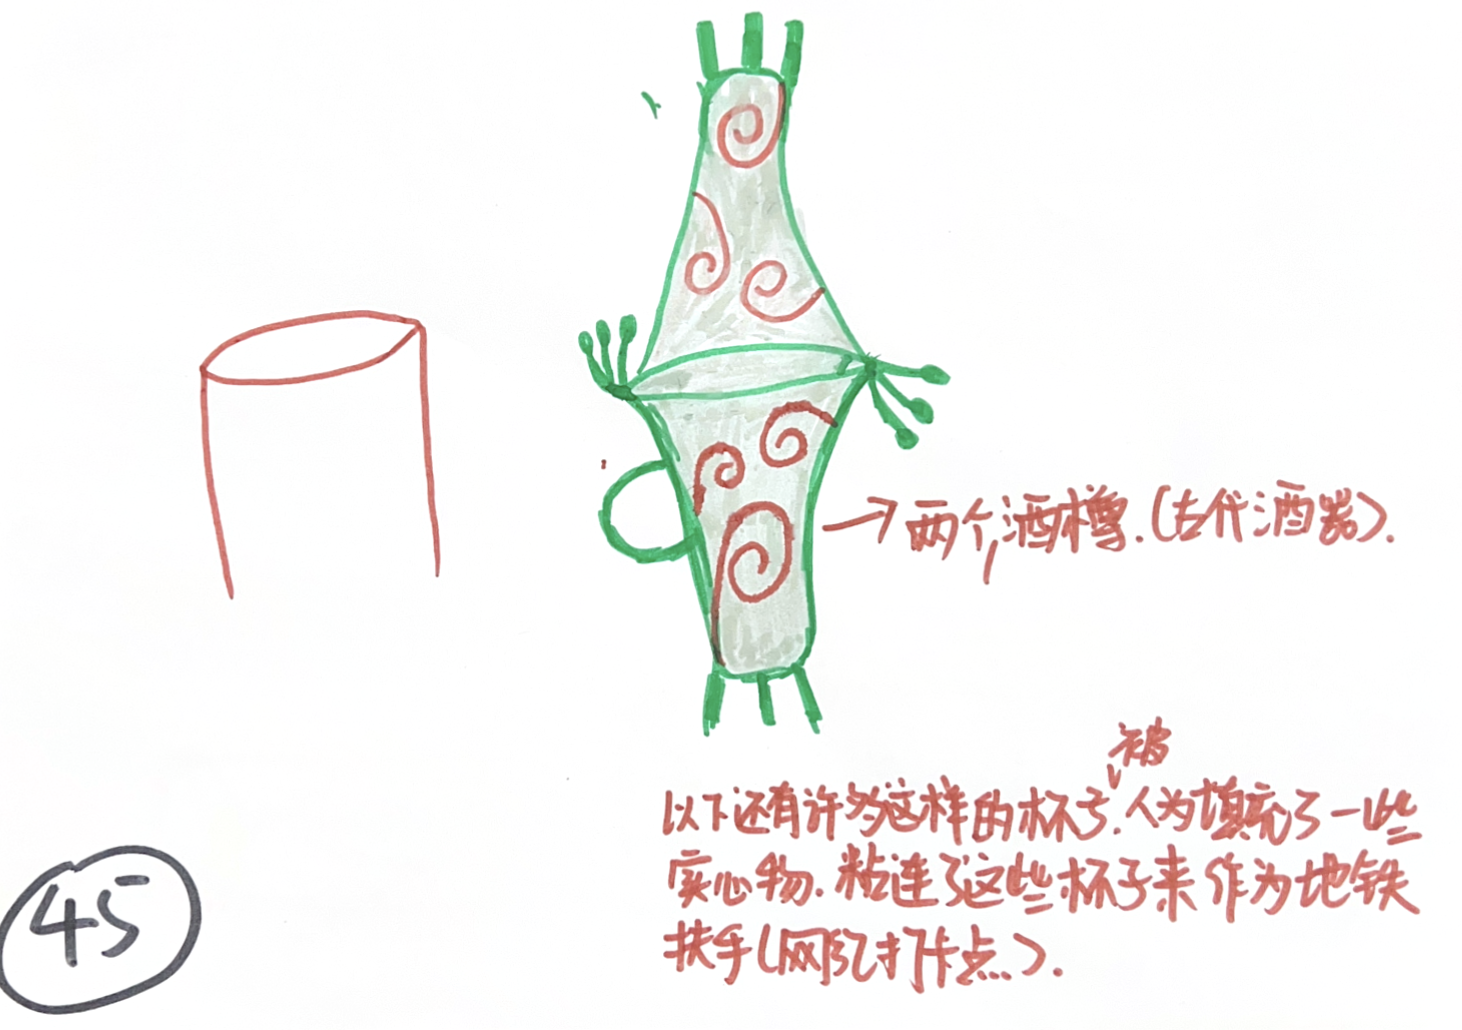 两个酒樽.(古代酒器).
被
以下还有许多这样的杯子.人为填充了一些
实心物.粘连了这些杯子来作为地铁
扶手(网红打卡点).
45